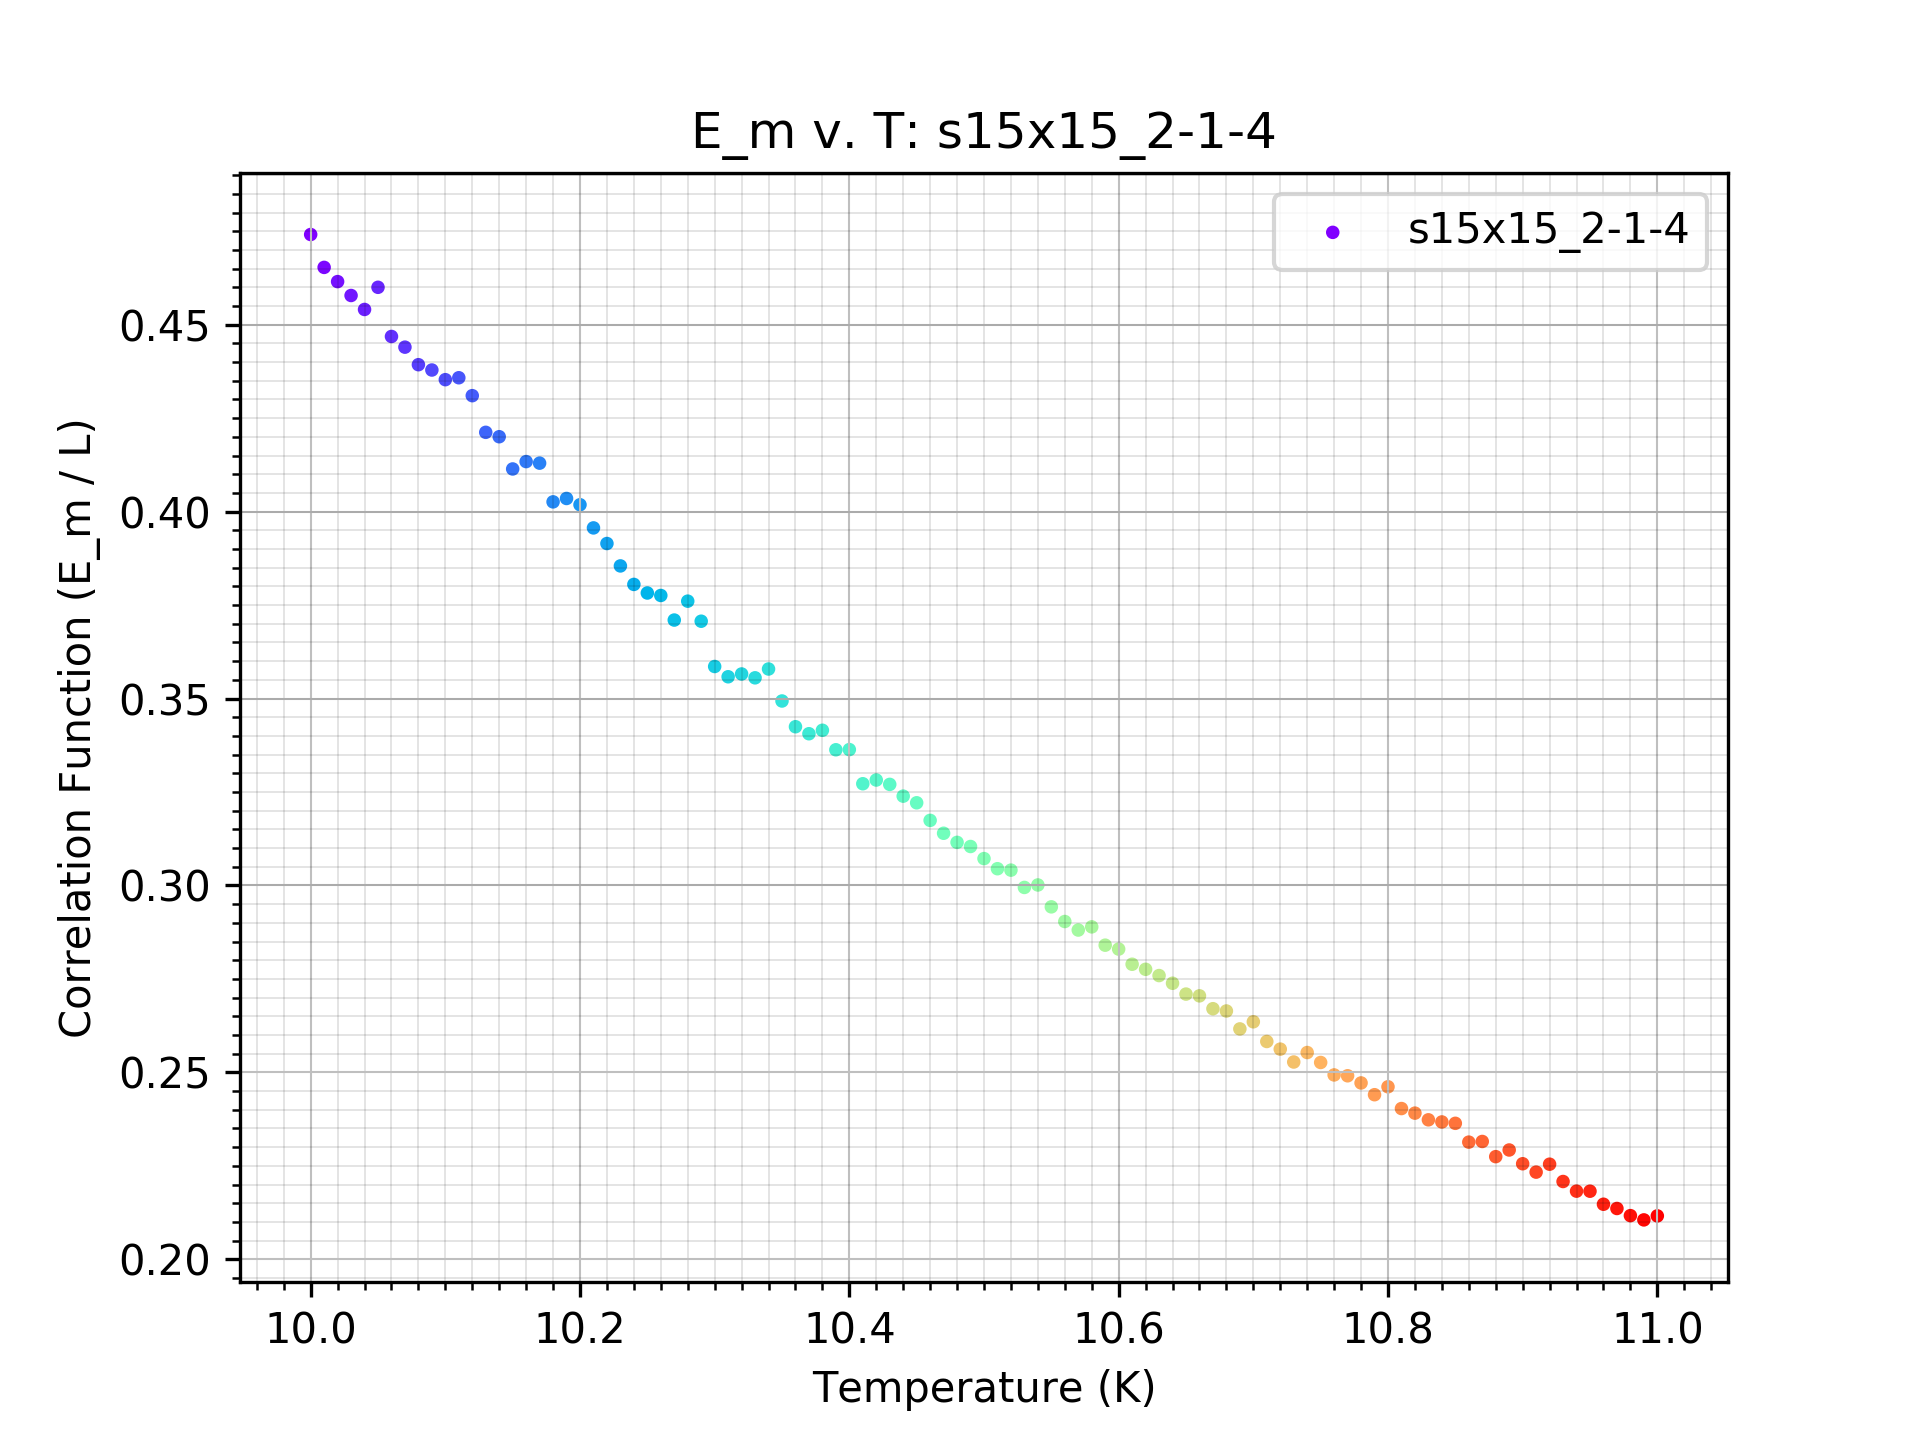 E_m v. T: s15x15_2-1-4
s15x15_2-1-4
Correlation Function (E_m / L)
0.45
0.40
0.35
0.30
0.25
0.20
10.0 10.2 10.4 10.6 10.8 11.0
Temperature (K)